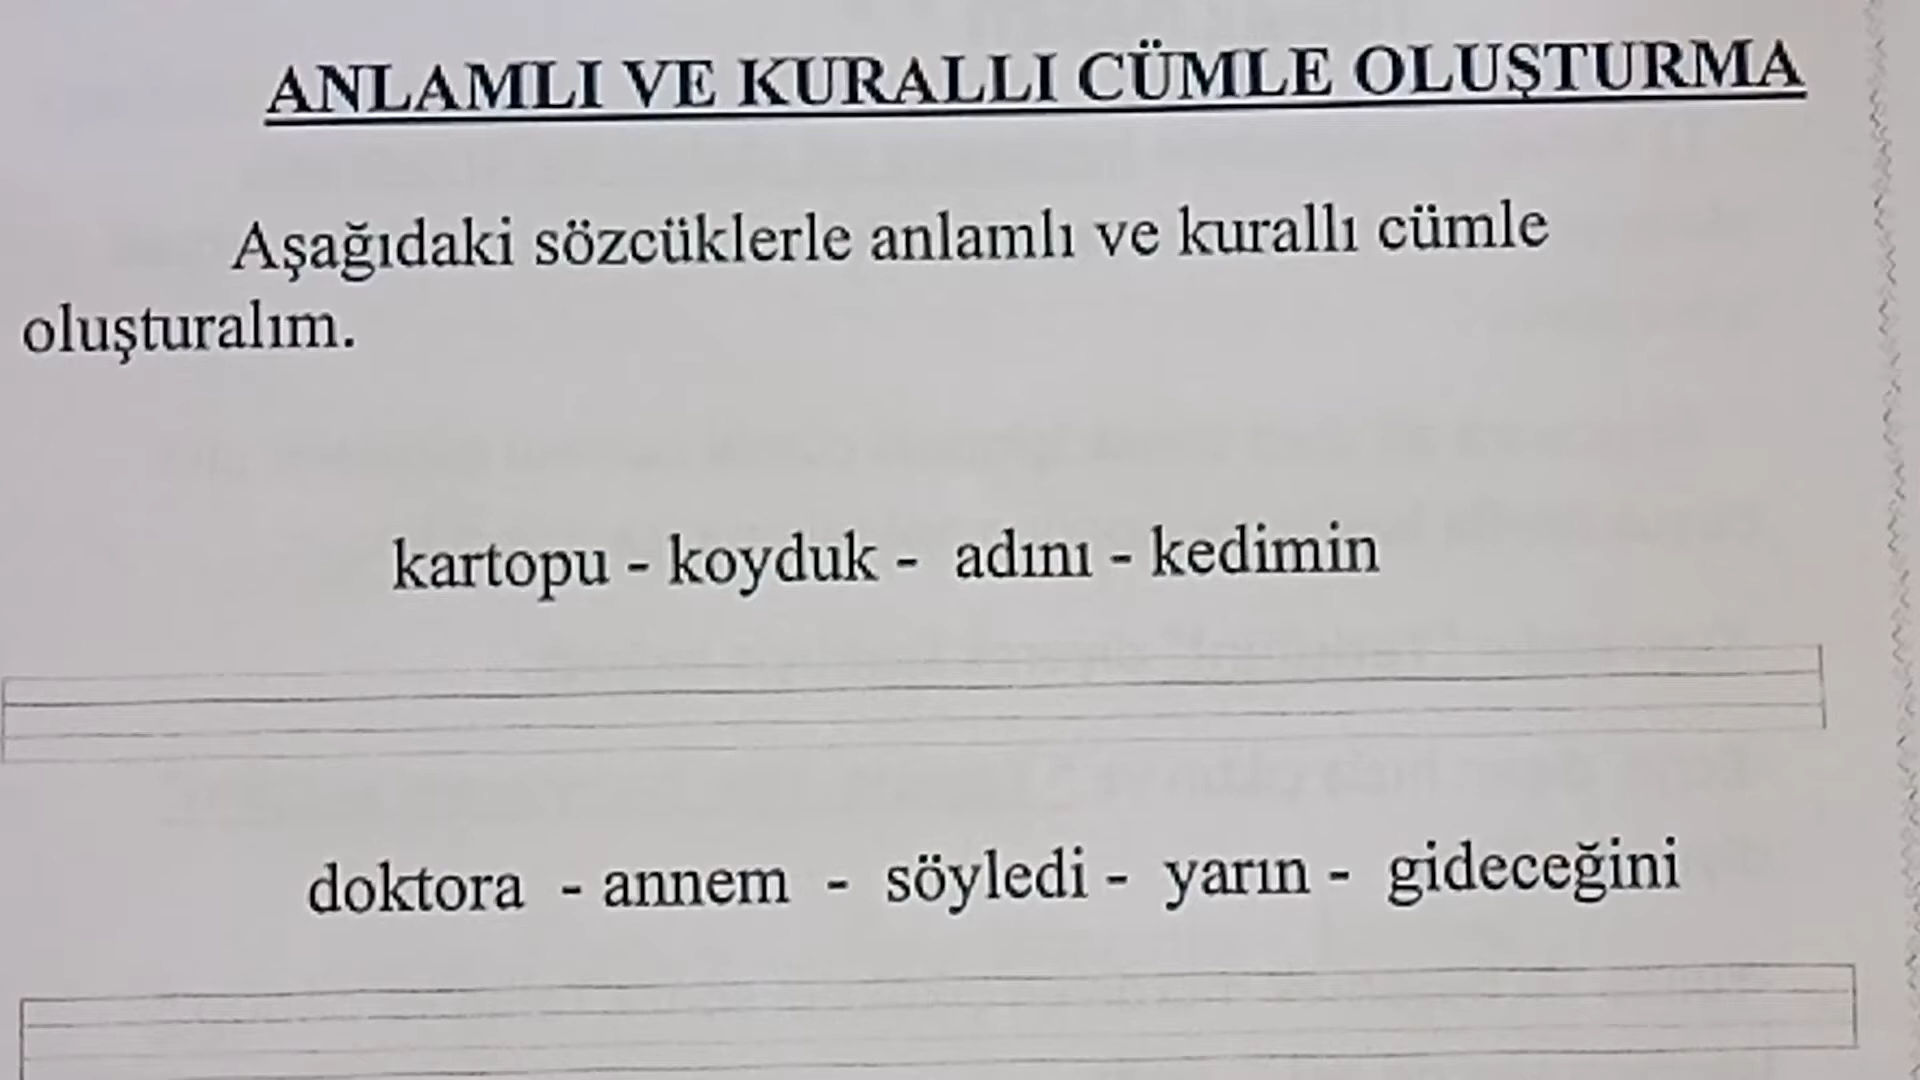 ANLAMLI VE KURALLI CÜMLE OLUŞTURMA
Aşağıdaki sözcüklerle anlamlı ve kurallı cümle
oluşturalım.
kartopu - koyduk - adını - kedimin
doktora - annem - söyledi - yarın - gideceğini